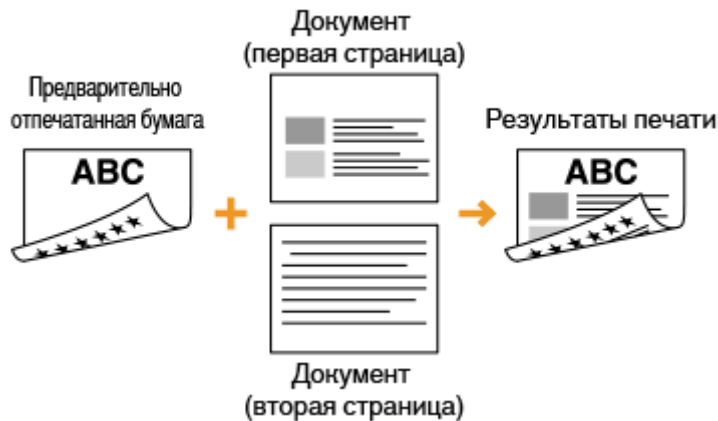 Документ
(первая страница)
Предварительно
отпечатанная бумага
ABC
Результаты печати
ABC
Документ
(вторая страница)